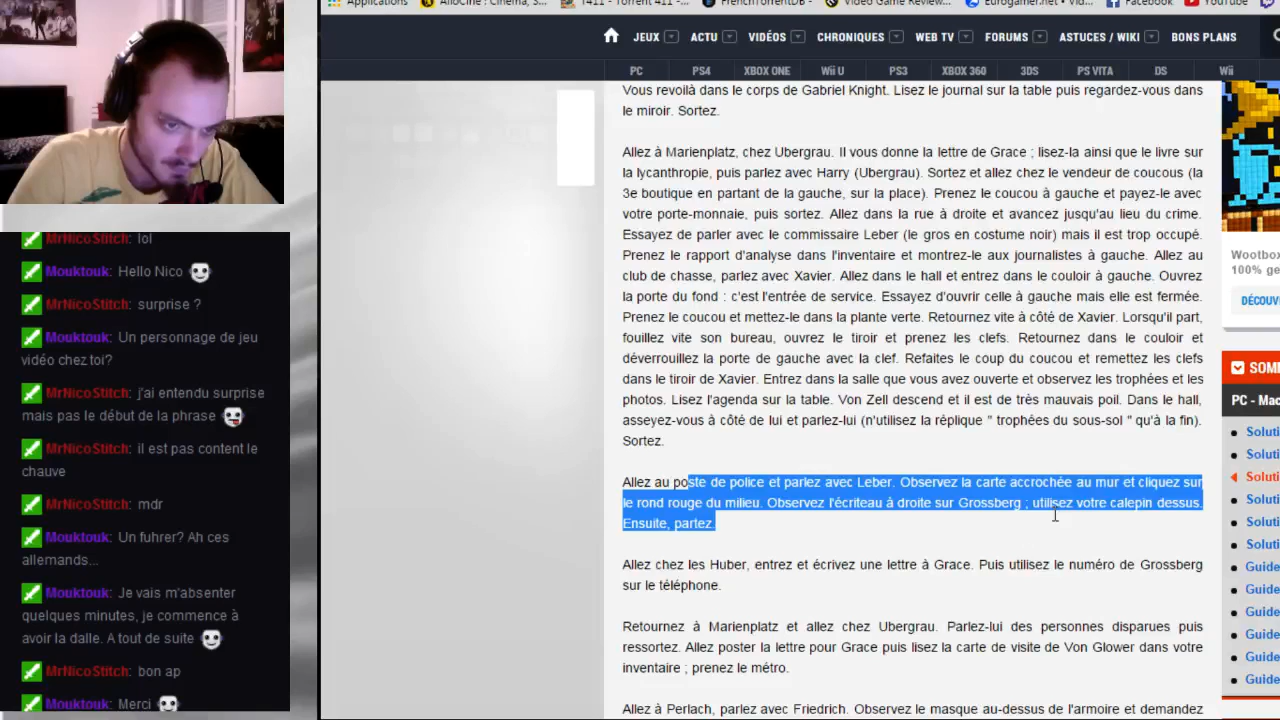 Applications
AlloCiné : Cinéma, s...
T411 - Torrent 411 -...
FrenchTorrentDB -
Video Game Review...
Eurogamer.net • Vid...
Facebook
YouTube
JEUX
ACTU
VIDÉOS
CHRONIQUES
WEB TV
FORUMS
ASTUCES / WIKI
BONS PLANS
PC
PS4
XBOX ONE
Wii U
PS3
XBOX 360
3DS
PS VITA
DS
Wii
Vous revoilà dans le corps de Gabriel Knight. Lisez le journal sur la table puis regardez-vous dans
le miroir. Sortez.
Allez à Marienplatz, chez Ubergrau. Il vous donne la lettre de Grace ; lisez-la ainsi que le livre sur
la lycanthropie, puis parlez avec Harry (Ubergrau). Sortez et allez chez le vendeur de coucous (la
3e boutique en partant de la gauche, sur la place). Prenez le coucou à gauche et payez-le avec
votre porte-monnaie, puis sortez. Allez dans la rue à droite et avancez jusqu'au lieu du crime.
Essayez de parler avec le commissaire Leber (le gros en costume noir) mais il est trop occupé.
Prenez le rapport d'analyse dans l'inventaire et montrez-le aux journalistes à gauche. Allez au
club de chasse, parlez avec Xavier. Allez dans le hall et entrez dans le couloir à gauche. Ouvrez
la porte du fond : c'est l'entrée de service. Essayez d'ouvrir celle à gauche mais elle est fermée.
Prenez le coucou et mettez-le dans la plante verte. Retournez vite à côté de Xavier. Lorsqu'il part,
fouillez vite son bureau, ouvrez le tiroir et prenez les clefs. Retournez dans le couloir et
déverrouillez la porte de gauche avec la clef. Refaites le coup du coucou et remettez les clefs
dans le tiroir de Xavier. Entrez dans la salle que vous avez ouverte et observez les trophées et les
photos. Lisez l'agenda sur la table. Von Zell descend et il est de très mauvais poil. Dans le hall,
asseyez-vous à côté de lui et parlez-lui (n'utilisez la réplique " trophées du sous-sol " qu'à la fin).
Sortez.
Allez au poste de police et parlez avec Leber. Observez la carte accrochée au mur et cliquez sur
le rond rouge du milieu. Observez l'écriteau à droite sur Grossberg ; utilisez votre calepin dessus.
Ensuite, partez.
Allez chez les Huber, entrez et écrivez une lettre à Grace. Puis utilisez le numéro de Grossberg
sur le téléphone.
Retournez à Marienplatz et allez chez Ubergrau. Parlez-lui des personnes disparues puis
ressortez. Allez poster la lettre pour Grace puis lisez la carte de visite de Von Glower dans votre
inventaire ; prenez le métro.
Allez à Perlach, parlez avec Friedrich. Observez le masque au-dessus de l'armoire et demandez
MrNicoStitch: lol
Mouktouk: Hello Nico
MrNicoStitch: surprise ?
Mouktouk: Un personnage de jeu
vidéo chez toi?
MrNicoStitch: j'ai entendu surprise
mais pas le début de la phrase
MrNicoStitch: il est pas content le
chauve
MrNicoStitch: mdr
Mouktouk: Un fuhrer? Ah ces
allemands...
Mouktouk: Je vais m'absenter
quelques minutes, je commence à
avoir la dalle. A tout de suite
MrNicoStitch: bon ap
Mouktouk: Merci
Wootbox
100% ge
DÉCOUV
SOM
PC - Mac
Soluti
Soluti
Soluti
Soluti
Soluti
Soluti
Guide
Guide
Guide
Guide
Guide
Guide